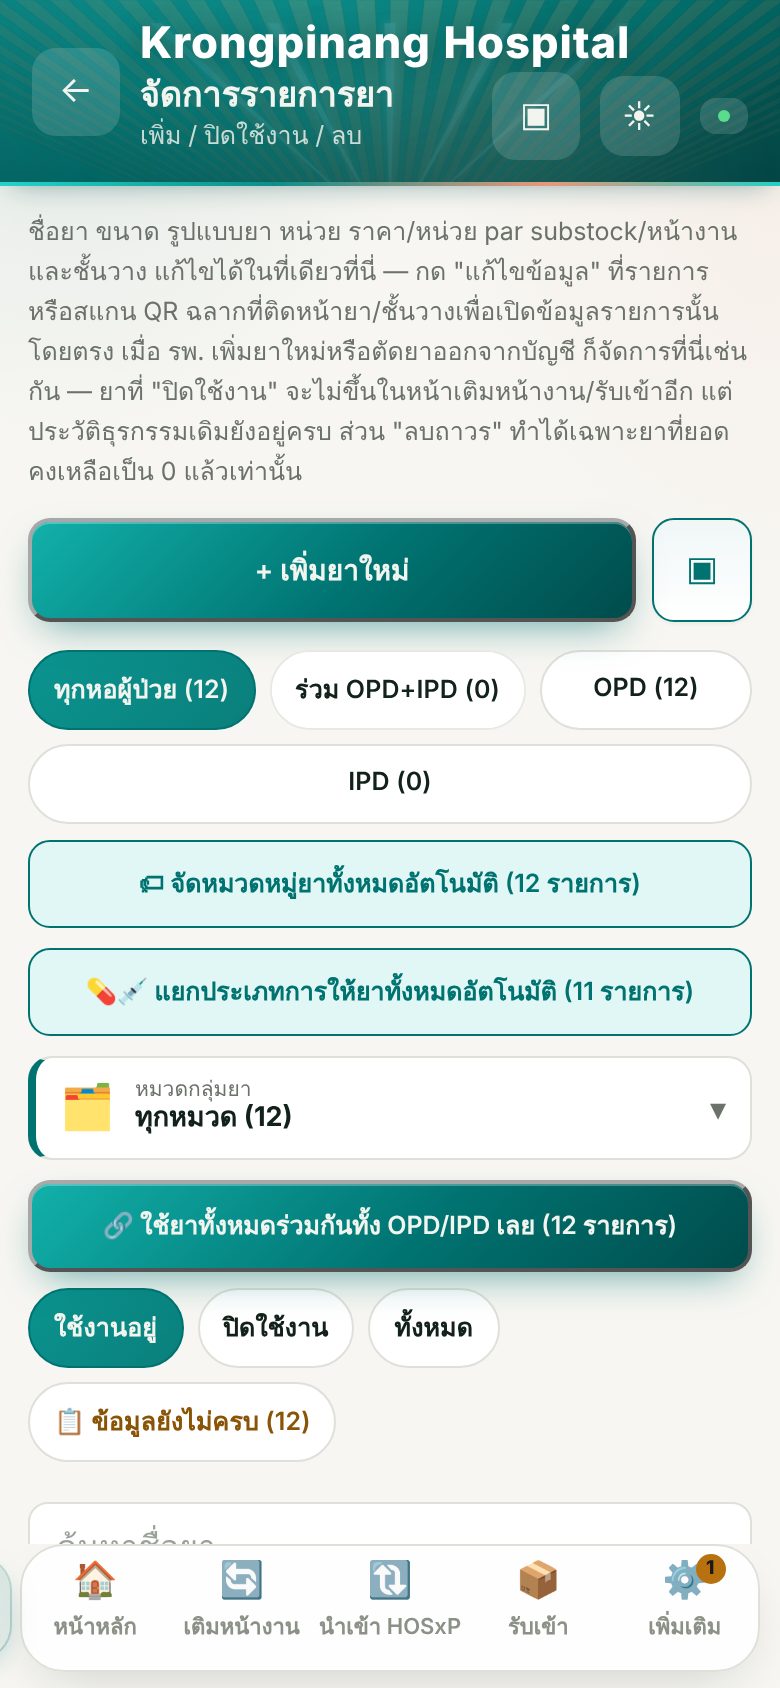 Krongpinang Hospital
จัดการรายการยา
เพิ่ม / ปิดใช้งาน / ลบ
ชื่อยา ขนาด รูปแบบยา หน่วย ราคา/หน่วย par substock/หน้างาน
และชั้นวาง แก้ไขได้ในที่เดียวที่นี่ — กด "แก้ไขข้อมูล" ที่รายการ
หรือสแกน QR ฉลากที่ติดหน้ายา/ชั้นวางเพื่อเปิดข้อมูลรายการนั้น
โดยตรง เมื่อ รพ. เพิ่มยาใหม่หรือตัดยาออกจากบัญชี ก็จัดการที่นี่เช่น
กัน — ยาที่ "ปิดใช้งาน" จะไม่ขึ้นในหน้าเติมหน้างาน/รับเข้าอีก แต่
ประวัติธุรกรรมเดิมยังอยู่ครบ ส่วน "ลบถาวร" ทำได้เฉพาะยาที่ยอด
คงเหลือเป็น 0 แล้วเท่านั้น
+ เพิ่มยาใหม่
ทุกหอผู้ป่วย (12)
ร่วม OPD+IPD (0)
OPD (12)
IPD (0)
จัดหมวดหมู่ยาทั้งหมดอัตโนมัติ (12 รายการ)
แยกประเภทการให้ยาทั้งหมดอัตโนมัติ (11 รายการ)
หมวดกลุ่มยา
ทุกหมวด (12)
ใช้ยาทั้งหมดร่วมกันทั้ง OPD/IPD เลย (12 รายการ)
ใช้งานอยู่
ปิดใช้งาน
ทั้งหมด
ข้อมูลยังไม่ครบ (12)
1
หน้าหลัก
เติมหน้างาน
นำเข้า HOSxP
รับเข้า
เพิ่มเติม